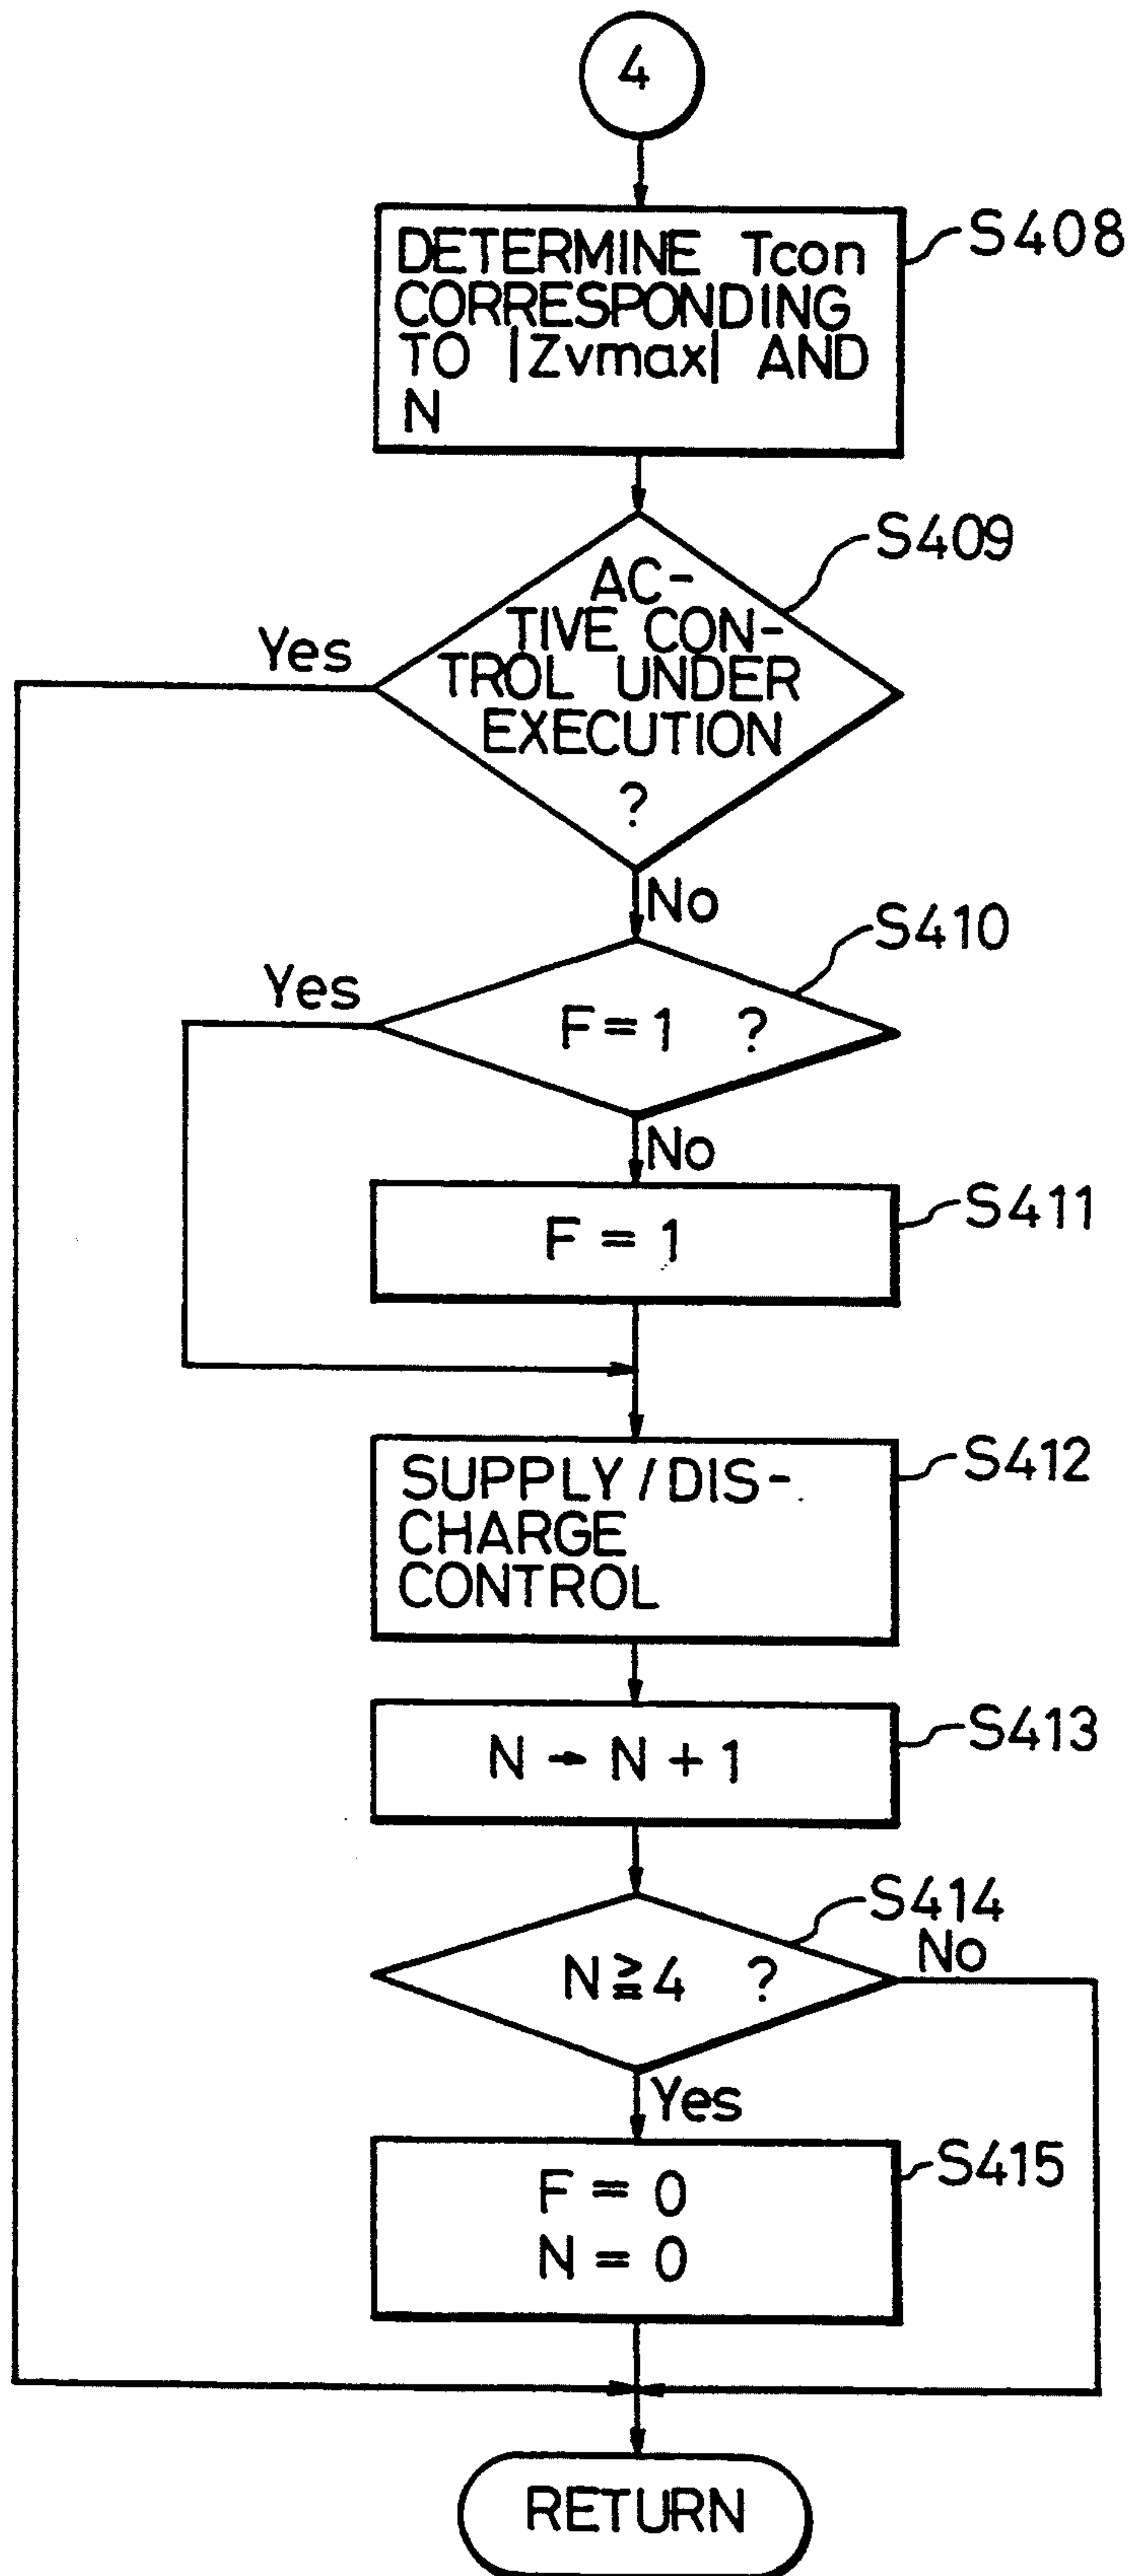 4
DETERMINE Tcon
CORRESPONDING
TO |Zvmax| AND
N
S408
AC-
TIVE CON-
TROL UNDER
EXECUTION
?
S409
Yes
No
F = 1 ?
S410
Yes
No
F = 1
S411
SUPPLY / DIS-
CHARGE
CONTROL
S412
N → N + 1
S413
N ≧ 4 ?
S414
No
Yes
F = 0
N = 0
S415
RETURN